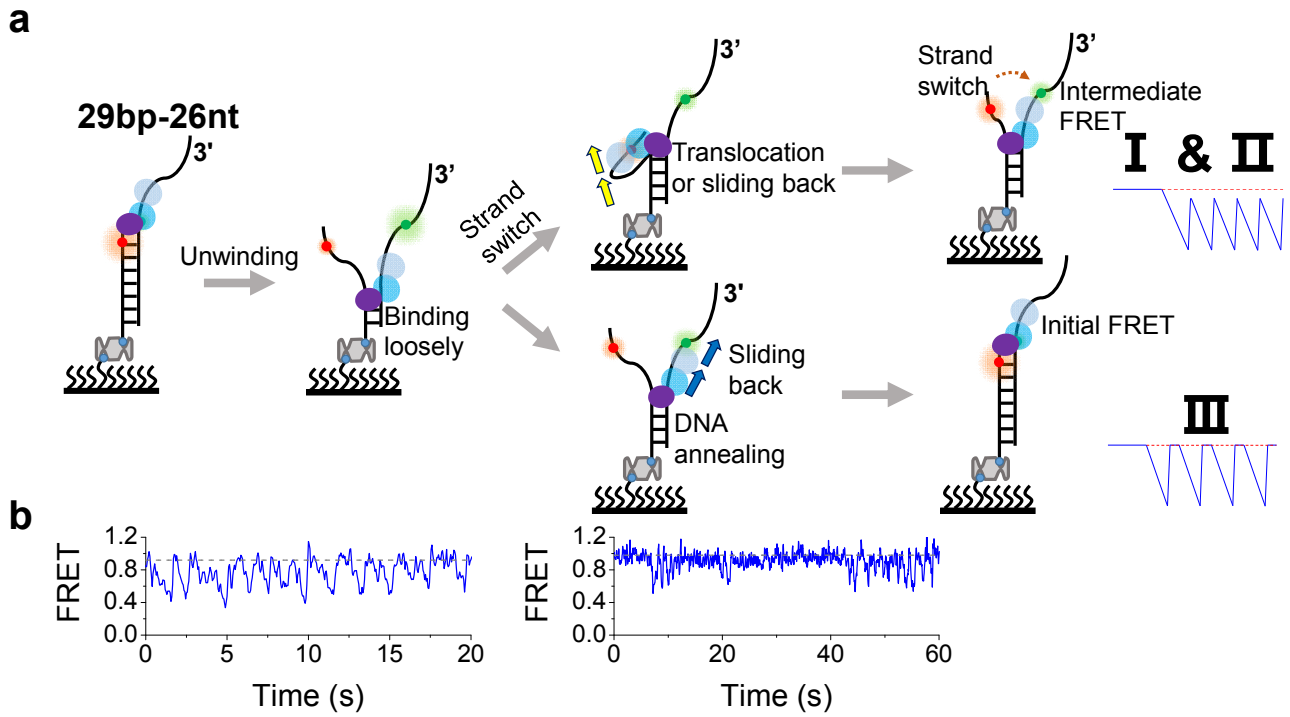 a
29bp-26nt
3'
Unwinding
Binding
loosely
Strand
switch
3’
Translocation
or sliding back
3’
Strand
switch
Intermediate
FRET
I & II
3'
Sliding
back
DNA
annealing
Initial FRET
III
b
FRET
1.2
0.8
0.4
0.0
0 5 10 15 20
Time (s)
FRET
1.2
0.8
0.4
0.0
0 20 40 60
Time (s)